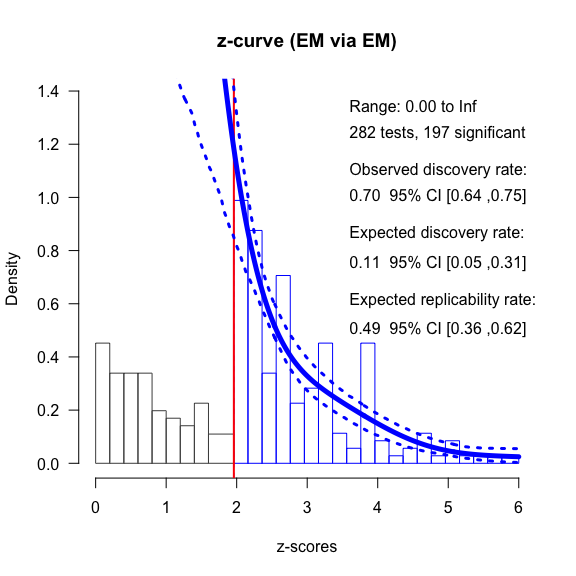 z-curve (EM via EM)
Range: 0.00 to Inf
282 tests, 197 significant
Observed discovery rate:
0.70  95% CI [0.64 ,0.75]
Expected discovery rate:
0.11  95% CI [0.05 ,0.31]
Expected replicability rate:
0.49  95% CI [0.36 ,0.62]
Density
1.4
1.2
1.0
0.8
0.6
0.4
0.2
0.0
0 1 2 3 4 5 6
z-scores